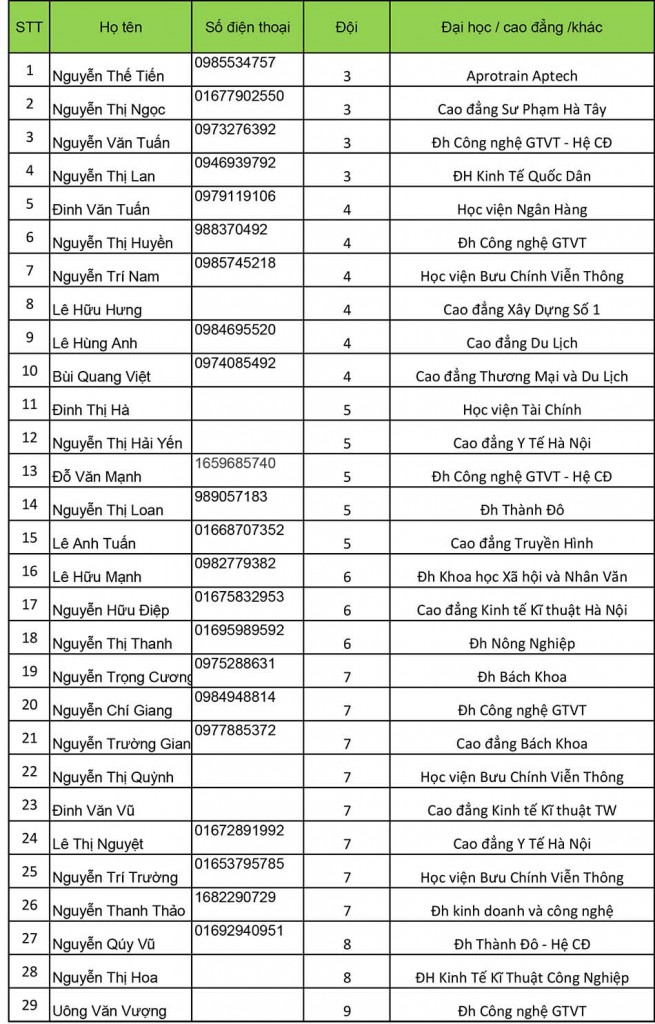 STT Họ tên Số điện thoại Đội Đại học / cao đẳng /khác
1 Nguyễn Thế Tiến 0985534757 3 Aprotrain Aptech
2 Nguyễn Thị Ngọc 01677902550 3 Cao đẳng Sư Phạm Hà Tây
3 Nguyễn Văn Tuấn 0973276392 3 Đh Công nghệ GTVT - Hệ CĐ
4 Nguyễn Thị Lan 0946939792 3 ĐH Kinh Tế Quốc Dân
5 Đinh Văn Tuấn 0979119106 4 Học viện Ngân Hàng
6 Nguyễn Thị Huyền 988370492 4 Đh Công nghệ GTVT
7 Nguyễn Trí Nam 0985745218 4 Học viện Bưu Chính Viễn Thông
8 Lê Hữu Hưng 4 Cao đẳng Xây Dựng Số 1
9 Lê Hùng Anh 0984695520 4 Cao đẳng Du Lịch
10 Bùi Quang Việt 0974085492 4 Cao đẳng Thương Mại và Du Lịch
11 Đinh Thị Hà 5 Học viện Tài Chính
12 Nguyễn Thị Hải Yến 5 Cao đẳng Y Tế Hà Nội
13 Đỗ Văn Mạnh 1659685740 5 Đh Công nghệ GTVT - Hệ CĐ
14 Nguyễn Thị Loan 989057183 5 Đh Thành Đô
15 Lê Anh Tuấn 01668707352 5 Cao đẳng Truyền Hình
16 Lê Hữu Mạnh 0982779382 6 Đh Khoa học Xã hội và Nhân Văn
17 Nguyễn Hữu Điệp 01675832953 6 Cao đẳng Kinh tế Kĩ thuật Hà Nội
18 Nguyễn Thị Thanh 01695989592 6 Đh Nông Nghiệp
19 Nguyễn Trọng Cương 0975288631 7 Đh Bách Khoa
20 Nguyễn Chí Giang 0984948814 7 Đh Công nghệ GTVT
21 Nguyễn Trường Gian 0977885372 7 Cao đẳng Bách Khoa
22 Nguyễn Thị Quỳnh 7 Học viện Bưu Chính Viễn Thông
23 Đinh Văn Vũ 7 Cao đẳng Kinh tế Kĩ thuật TW
24 Lê Thị Nguyệt 01672891992 7 Cao đẳng Y Tế Hà Nội
25 Nguyễn Trí Trường 01653795785 7 Học viện Bưu Chính Viễn Thông
26 Nguyễn Thanh Thảo 1682290729 7 Đh kinh doanh và công nghệ
27 Nguyễn Qúy Vũ 01692940951 8 Đh Thành Đô - Hệ CĐ
28 Nguyễn Thị Hoa 8 ĐH Kinh Tế Kĩ Thuật Công Nghiệp
29 Uông Văn Vượng 9 Đh Công nghệ GTVT